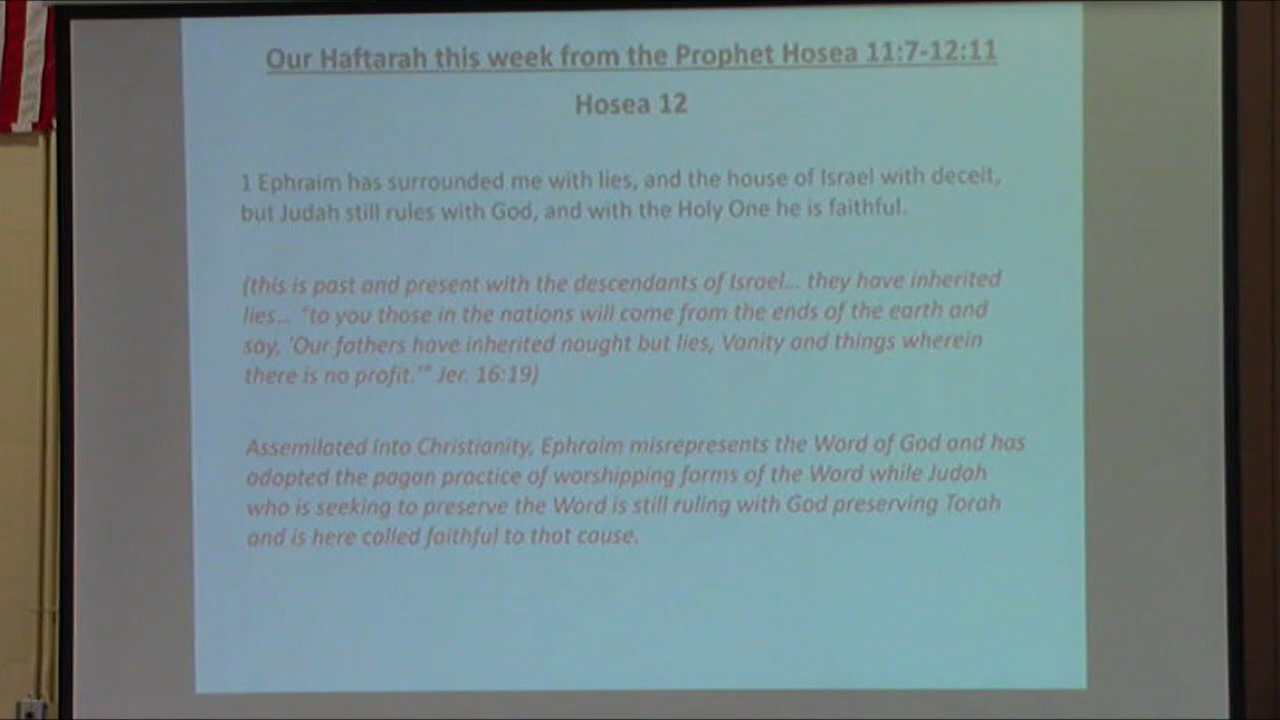 Our Haftarah this week from the Prophet Hosea 11:7-12:11
Hosea 12
1 Ephraim has surrounded me with lies, and the house of Israel with deceit,
but Judah still rules with God, and with the Holy One he is faithful.
(this is past and present with the descendants of Israel... they have inherited
lies... "to you those in the nations will come from the ends of the earth and
say, 'Our fathers have inherited nought but lies, Vanity and things wherein
there is no profit.'" Jer. 16:19)
Assemilated into Christianity, Ephraim misrepresents the Word of God and has
adopted the pagan practice of worshipping forms of the Word while Judah
who is seeking to preserve the Word is still ruling with God preserving Torah
and is here called faithful to that cause.